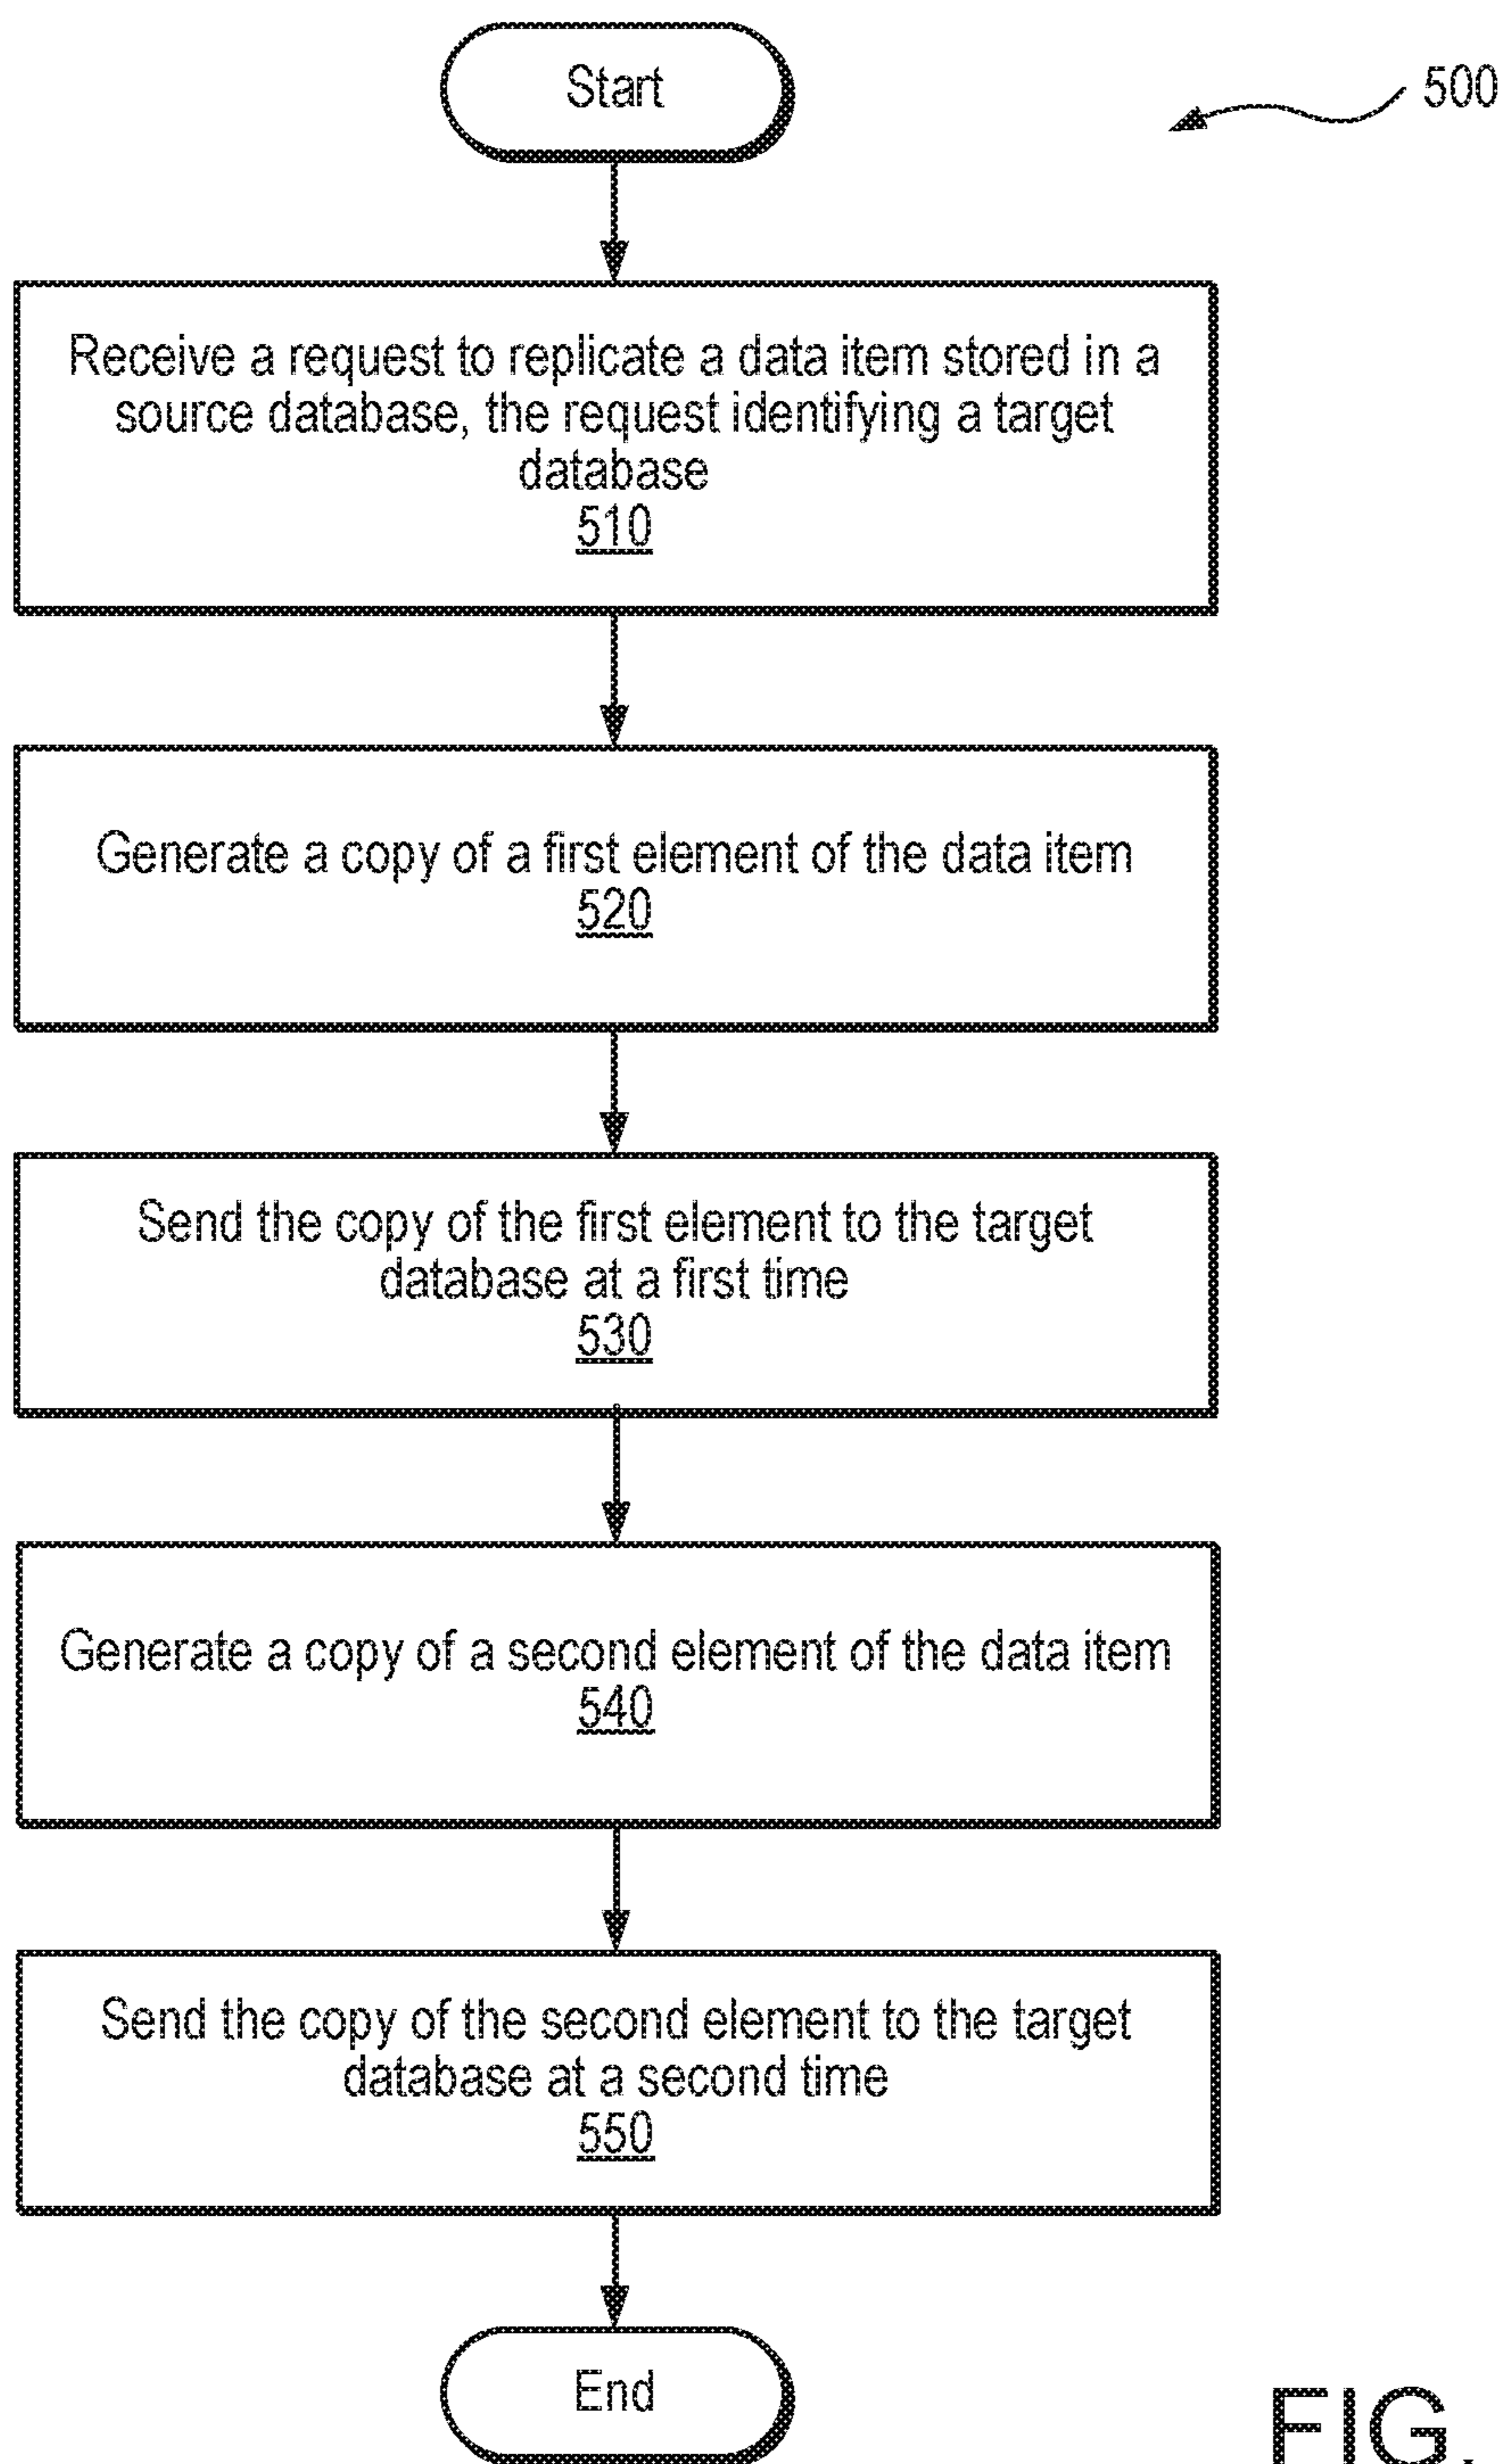 Start
500
Receive a request to replicate a data item stored in a
source database, the request identifying a target
database
510
Generate a copy of a first element of the data item
520
Send the copy of the first element to the target
database at a first time
530
Generate a copy of a second element of the data item
540
Send the copy of the second element to the target
database at a second time
550
End
FIG.